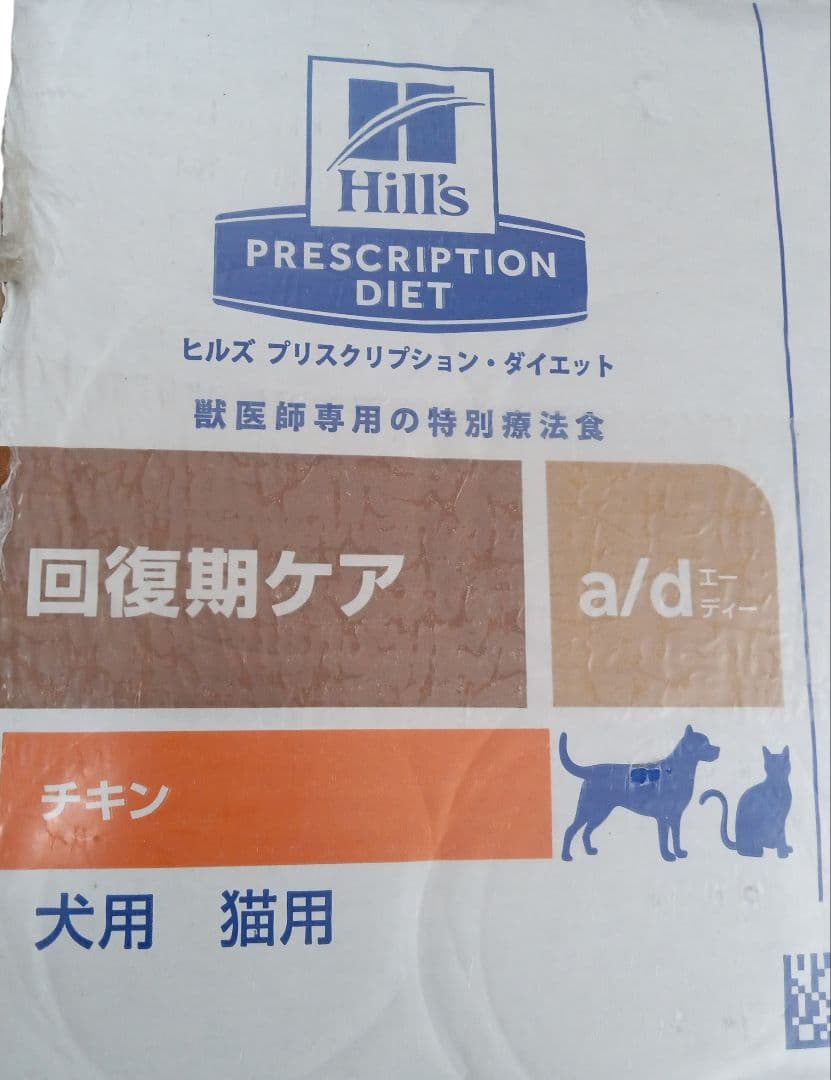 Hill's
PRESCRIPTION
DIET
ヒルズ プリスクリプション・ダイエット
獣医師専用の特別療法食
回復期ケア
a/d エーディー
チキン
犬用 猫用